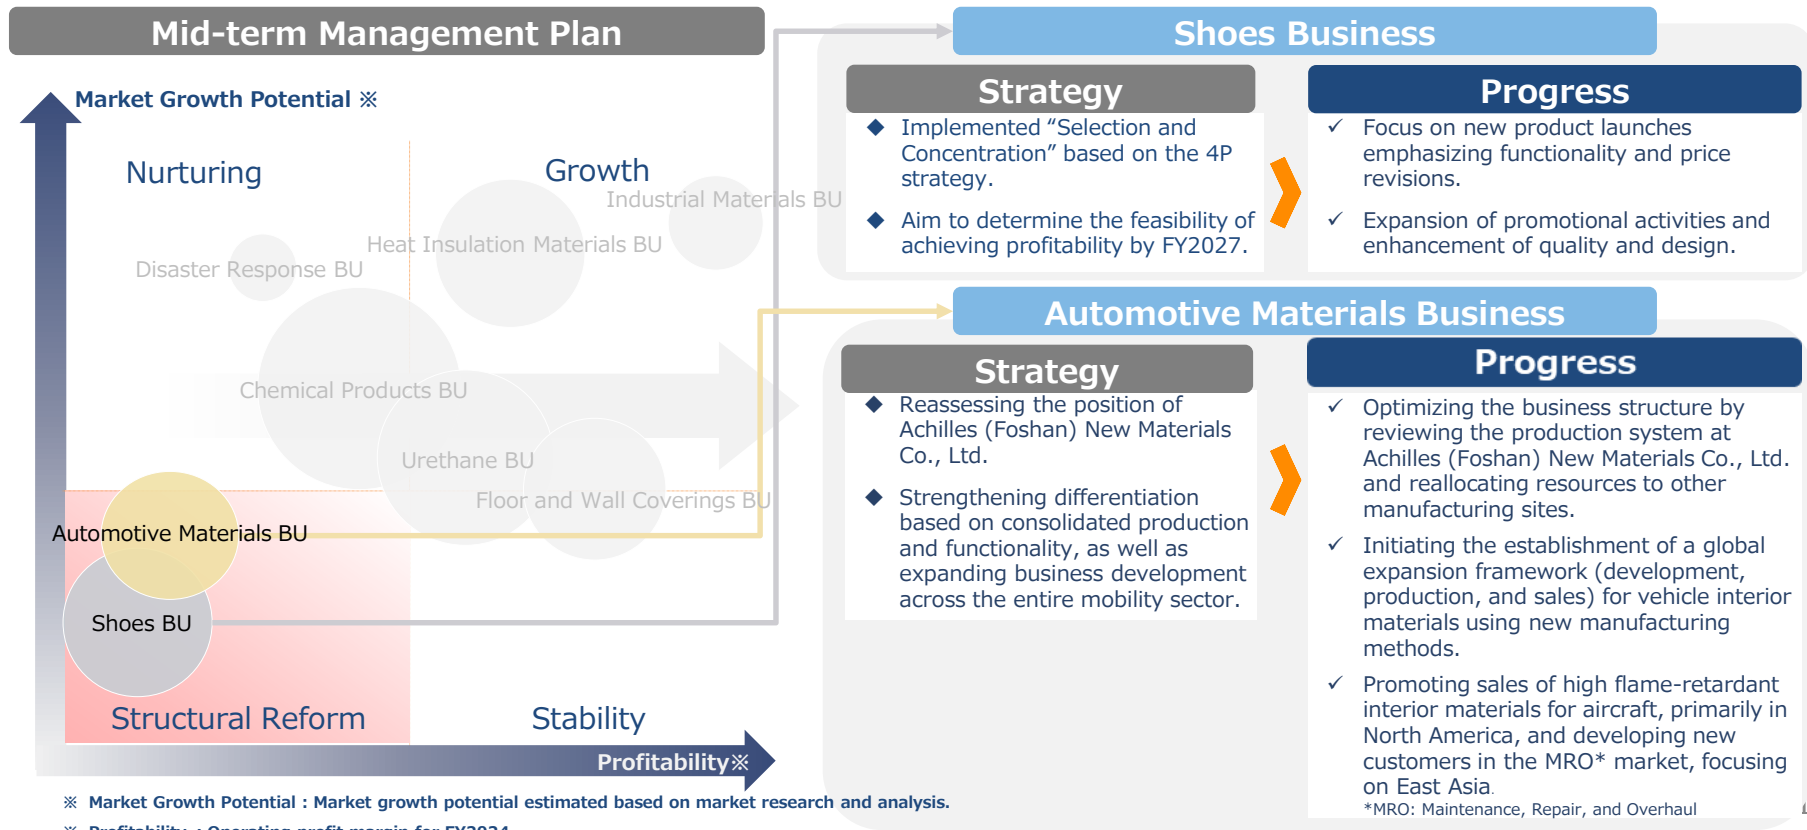 Mid-term Management Plan
Market Growth Potential ※
Nurturing
Growth
Industrial Materials BU
Heat Insulation Materials BU
Disaster Response BU
Chemical Products BU
Urethane BU
Floor and Wall Coverings BU
Automotive Materials BU
Shoes BU
Structural Reform
Stability
Profitability※
※ Market Growth Potential : Market growth potential estimated based on market research and analysis.
※ Profitability : Operating profit margin for FY2024
Shoes Business
Strategy
◆ Implemented “Selection and
Concentration” based on the 4P
strategy.
◆ Aim to determine the feasibility of
achieving profitability by FY2027.
Progress
✓ Focus on new product launches
emphasizing functionality and price
revisions.
✓ Expansion of promotional activities and
enhancement of quality and design.
Automotive Materials Business
Strategy
◆ Reassessing the position of
Achilles (Foshan) New Materials
Co., Ltd.
◆ Strengthening differentiation
based on consolidated production
and functionality, as well as
expanding business development
across the entire mobility sector.
Progress
✓ Optimizing the business structure by
reviewing the production system at
Achilles (Foshan) New Materials Co., Ltd.
and reallocating resources to other
manufacturing sites.
✓ Initiating the establishment of a global
expansion framework (development,
production, and sales) for vehicle interior
materials using new manufacturing
methods.
✓ Promoting sales of high flame-retardant
interior materials for aircraft, primarily in
North America, and developing new
customers in the MRO* market, focusing
on East Asia.
*MRO: Maintenance, Repair, and Overhaul